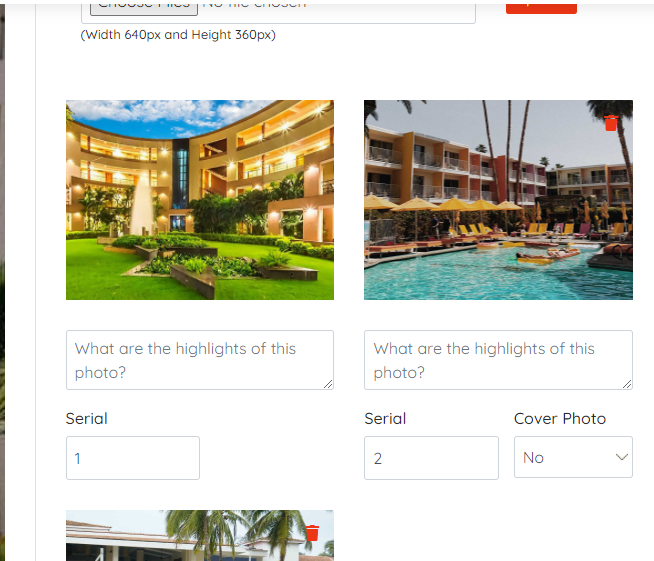 Choose Files No file chosen
(Width 640px and Height 360px)
What are the highlights of this
photo?
What are the highlights of this
photo?
Serial
Serial
Cover Photo
1
2
No